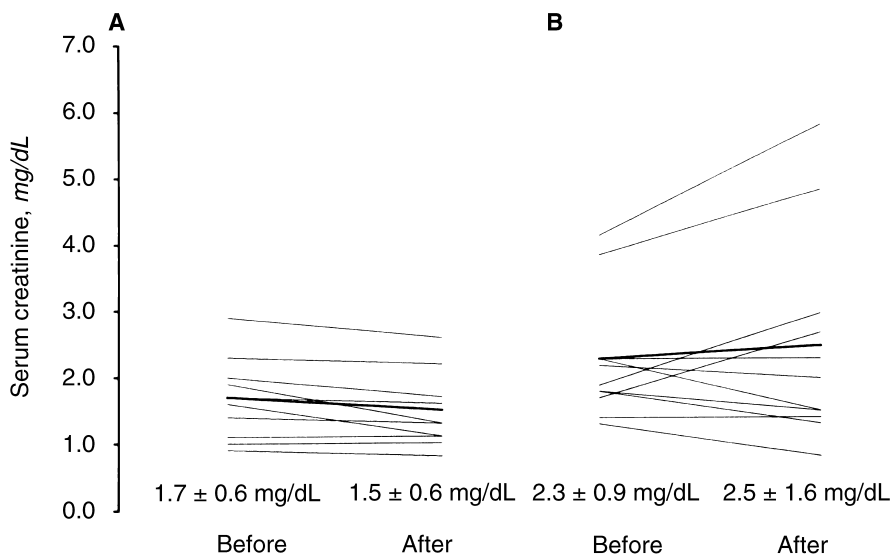 A
B
7.0
6.0
5.0
4.0
3.0
2.0
1.0
0.0
Serum creatinine, mg/dL
1.7 ± 0.6 mg/dL 1.5 ± 0.6 mg/dL 2.3 ± 0.9 mg/dL 2.5 ± 1.6 mg/dL
Before After Before After